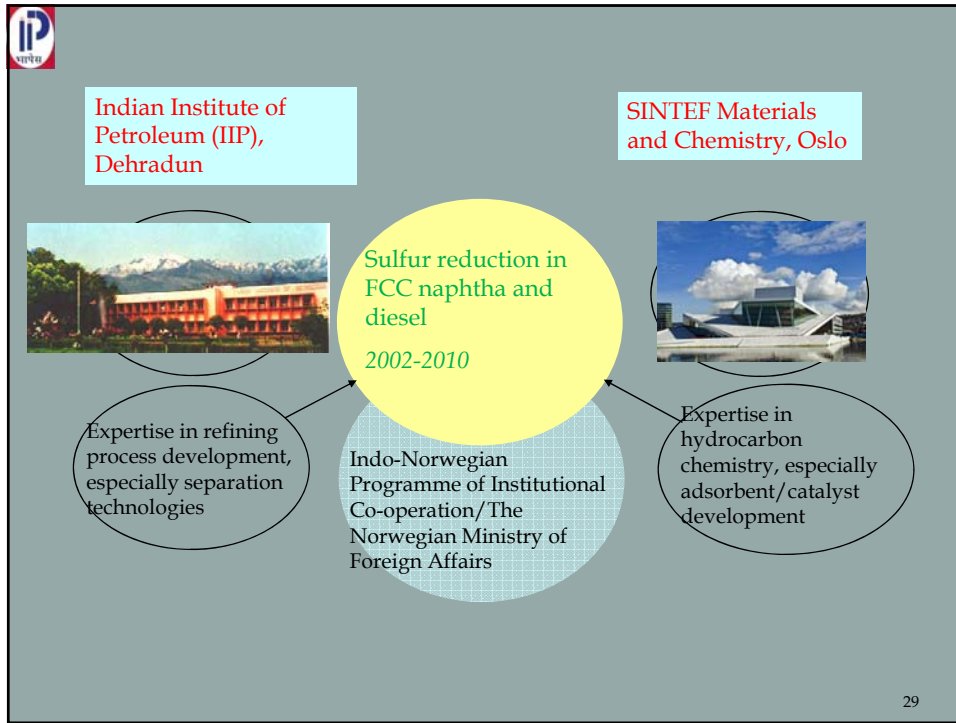 IP
भापेस
Indian Institute of
Petroleum (IIP),
Dehradun
SINTEF Materials
and Chemistry, Oslo
Sulfur reduction in
FCC naphtha and
diesel
2002-2010
Expertise in refining
process development,
especially separation
technologies
Indo-Norwegian
Programme of Institutional
Co-operation/The
Norwegian Ministry of
Foreign Affairs
Expertise in
hydrocarbon
chemistry, especially
adsorbent/catalyst
development
29